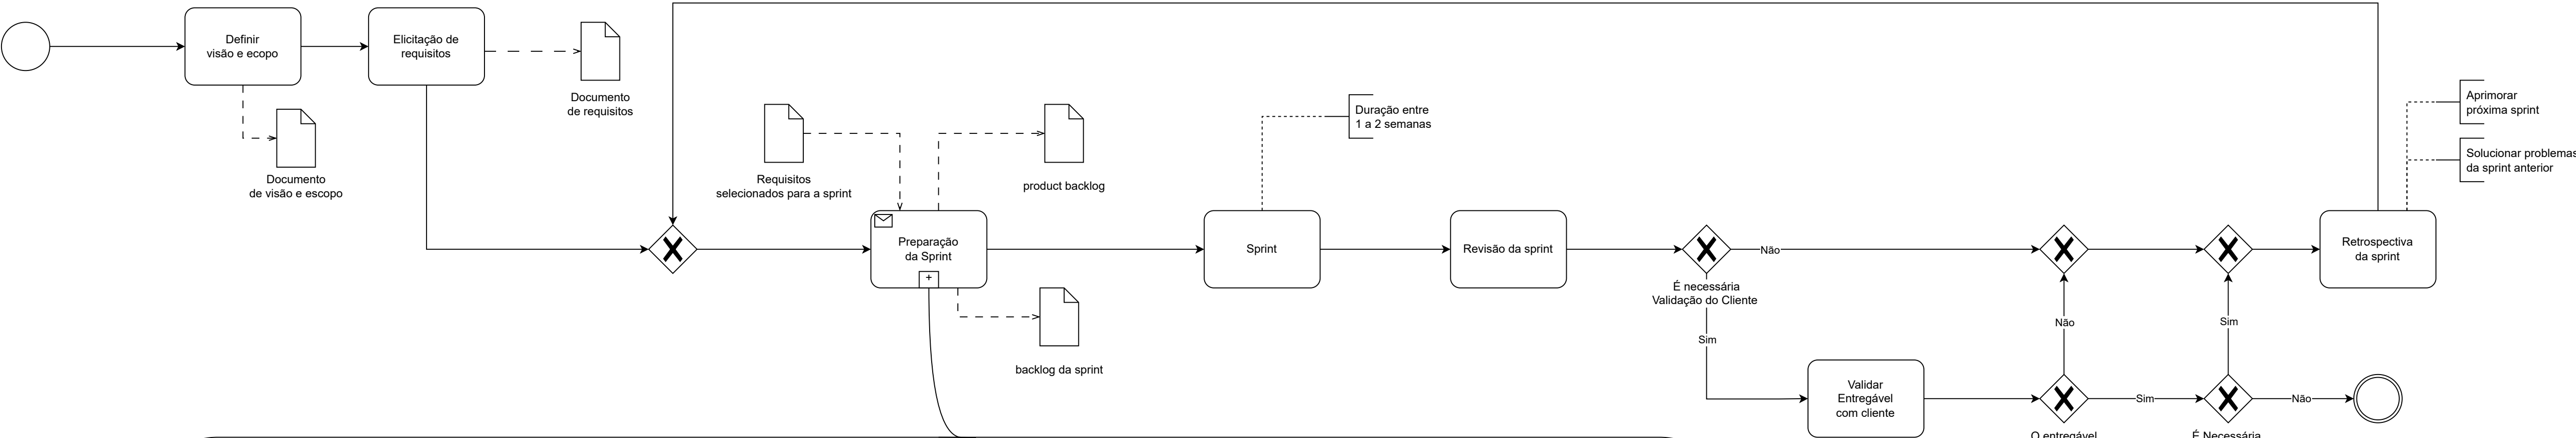 Definir
visão e ecopo
Elicitação de
requisitos
Documento
de requisitos
Documento
de visão e escopo
Requisitos
selecionados para a sprint
product backlog
Duração entre
1 a 2 semanas
Aprimorar
próxima sprint
Solucionar problemas
da sprint anterior
Preparação
da Sprint
+
Sprint
Revisão da sprint
Não
Retrospectiva
da sprint
É necessária
Validação do Cliente
Sim
Não
Sim
backlog da sprint
Validar
Entregável
com cliente
Sim
Não
O entregável
É Necessária